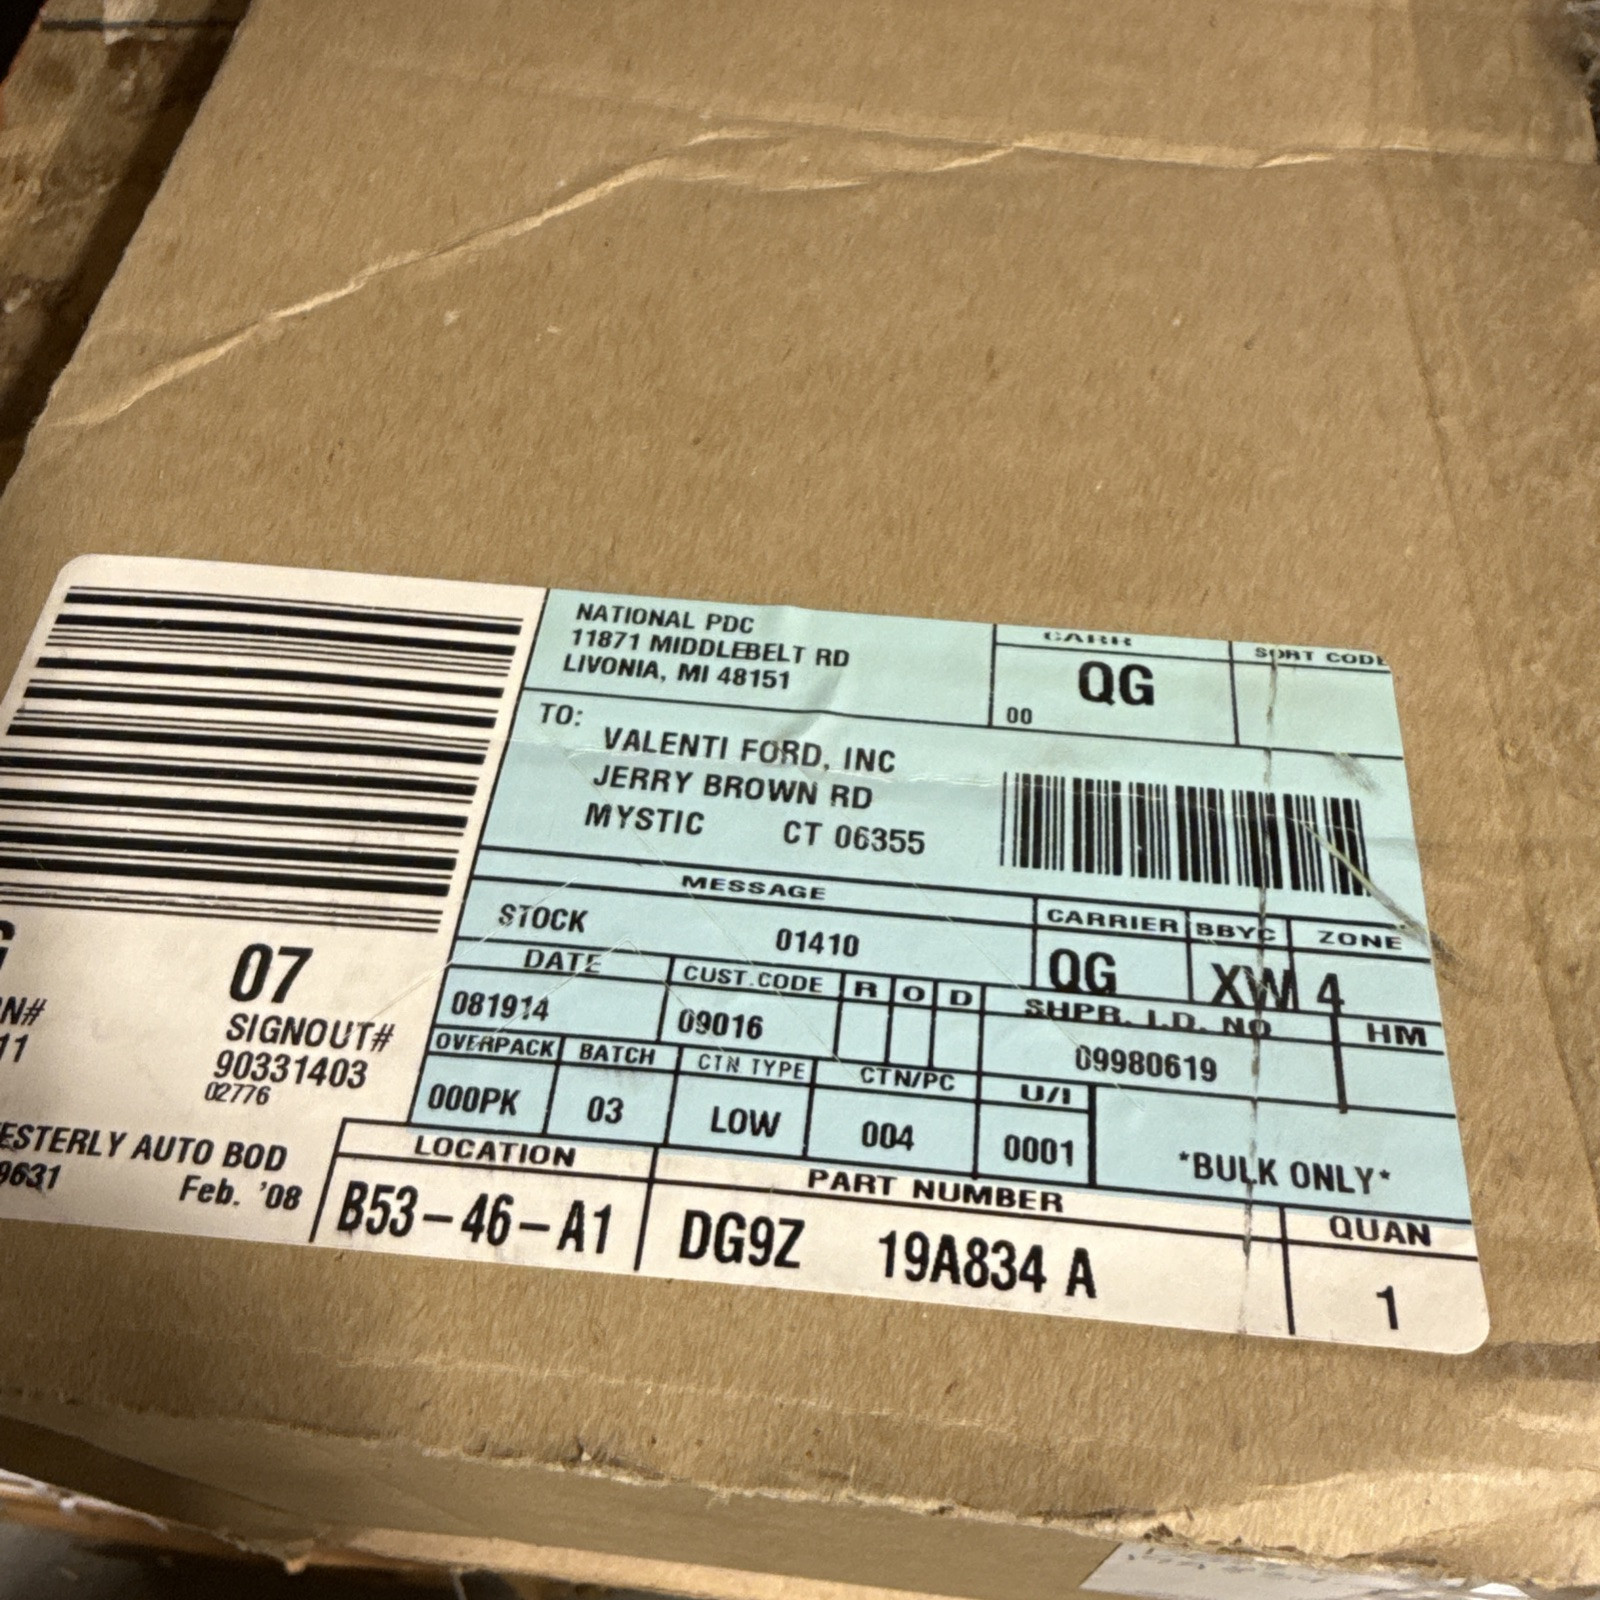 NATIONAL PDC
11871 MIDDLEBELT RD
LIVONIA, MI 48151
CARR
QG
00
SORT CODE
TO:
VALENTI FORD, INC
JERRY BROWN RD
MYSTIC CT 06355
MESSAGE
STOCK 01410
CARRIER SBYC ZONE
QG XW 4
DATE CUST.CODE R O D SHPR. I.D. NO HM
081914 09016 09980619
OVERPACK BATCH CTN TYPE CTN/PC U/I
000PK 03 LOW 004 0001
*BULK ONLY*
LOCATION PART NUMBER QUAN
B53-46-A1 DG9Z 19A834 A 1
07
N# SIGNOUT#
11 90331403
02776
ESTERLY AUTO BOD
9631 Feb. '08